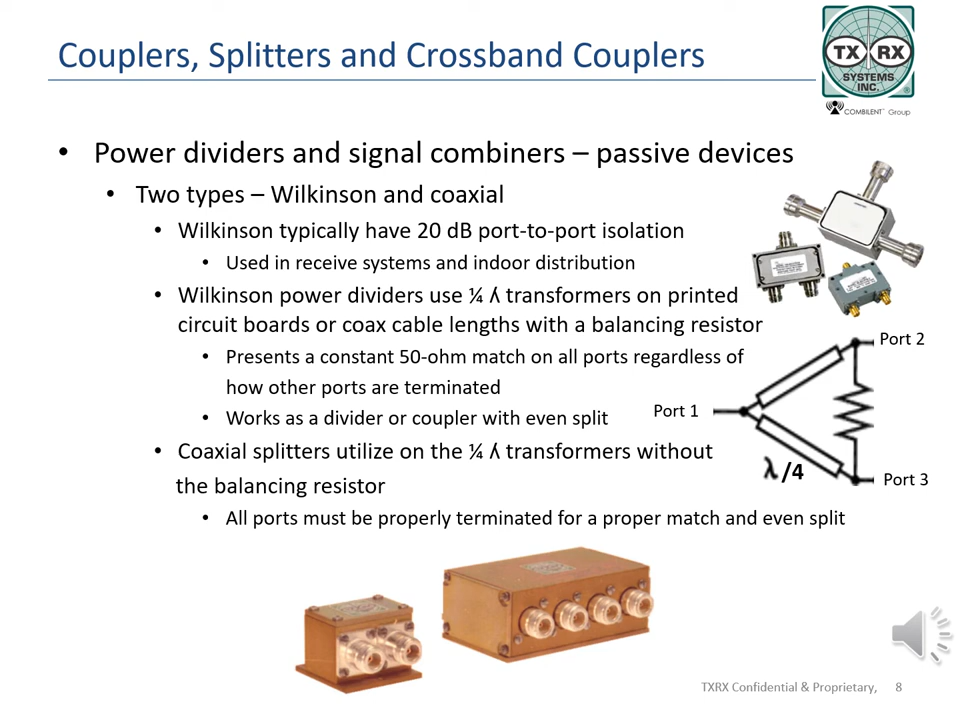 Couplers, Splitters and Crossband Couplers
TX RX
SYSTEMS
INC.
®
COMBILENT™ Group
• Power dividers and signal combiners – passive devices
• Two types – Wilkinson and coaxial
• Wilkinson typically have 20 dB port-to-port isolation
• Used in receive systems and indoor distribution
• Wilkinson power dividers use ¼ ʎ transformers on printed
circuit boards or coax cable lengths with a balancing resistor
• Presents a constant 50-ohm match on all ports regardless of
how other ports are terminated
• Works as a divider or coupler with even split
• Coaxial splitters utilize on the ¼ ʎ transformers without
the balancing resistor
• All ports must be properly terminated for a proper match and even split
Port 2
Port 1
λ/4
Port 3
TXRX Confidential & Proprietary, 8